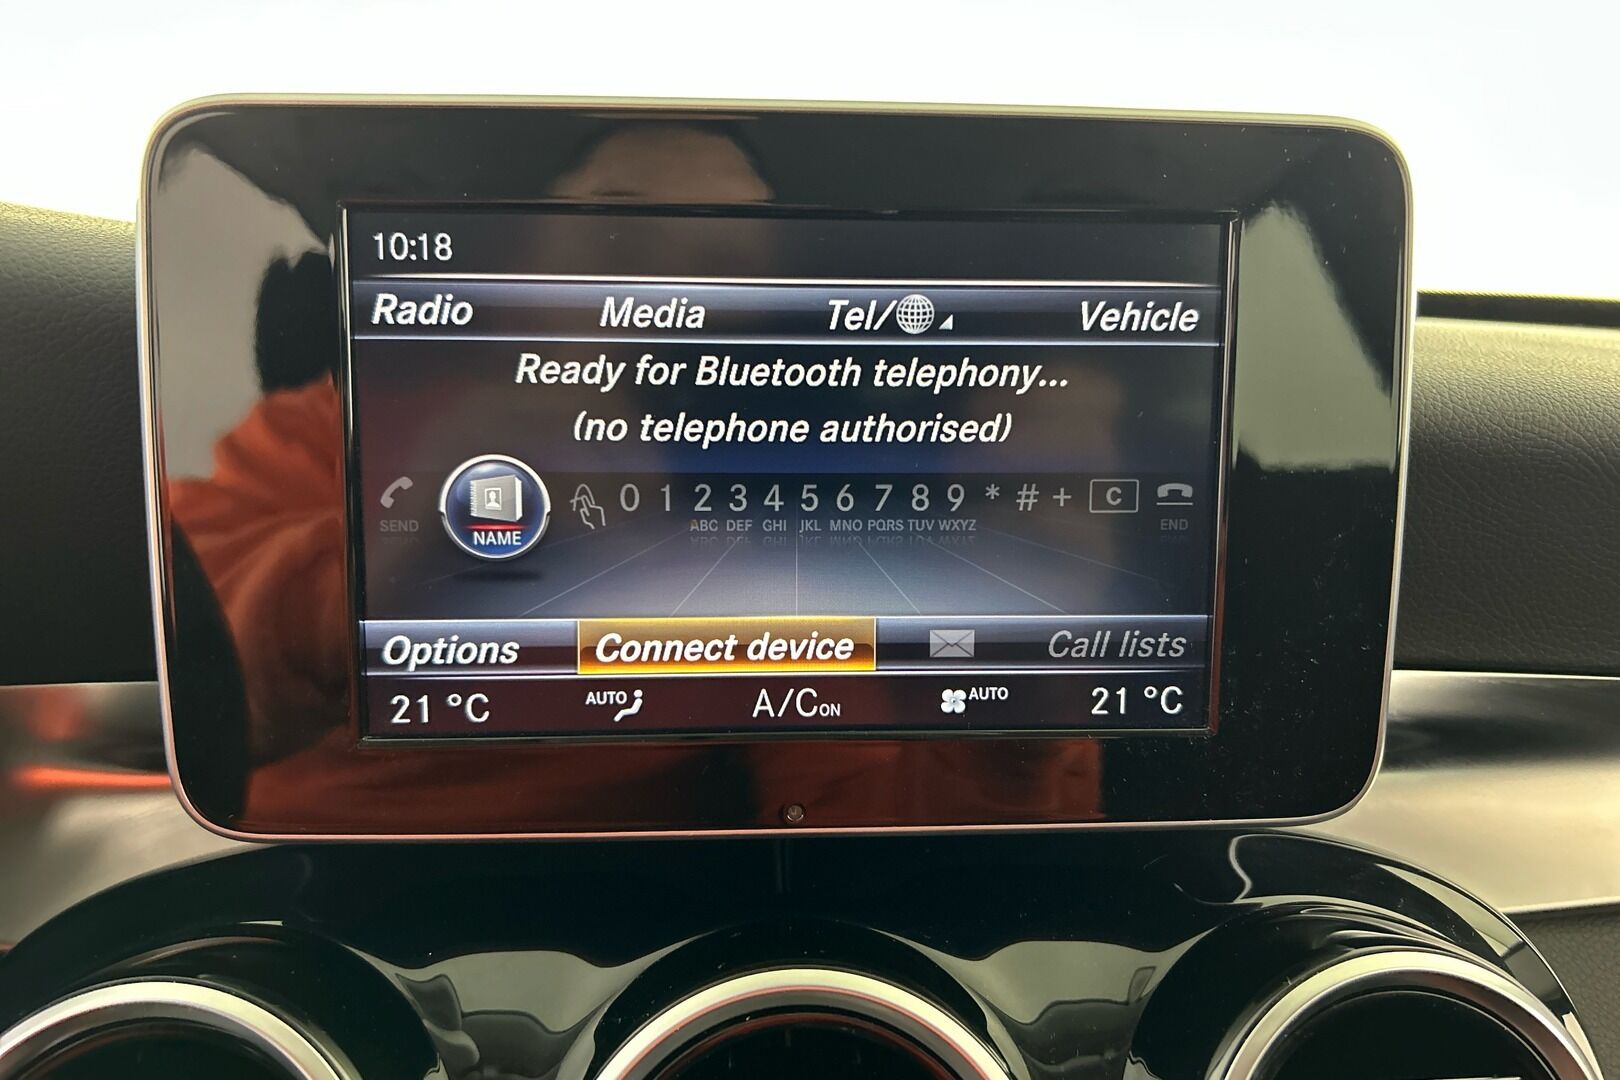 10:18
Radio Media Tel/ Vehicle
Ready for Bluetooth telephony...
(no telephone authorised)
SEND NAME 0 1 2 3 4 5 6 7 8 9 * # + C END
ABC DEF GHI JKL MNO PQRS TUV WXYZ
Options Connect device Call lists
21 °C AUTO A/C ON AUTO 21 °C